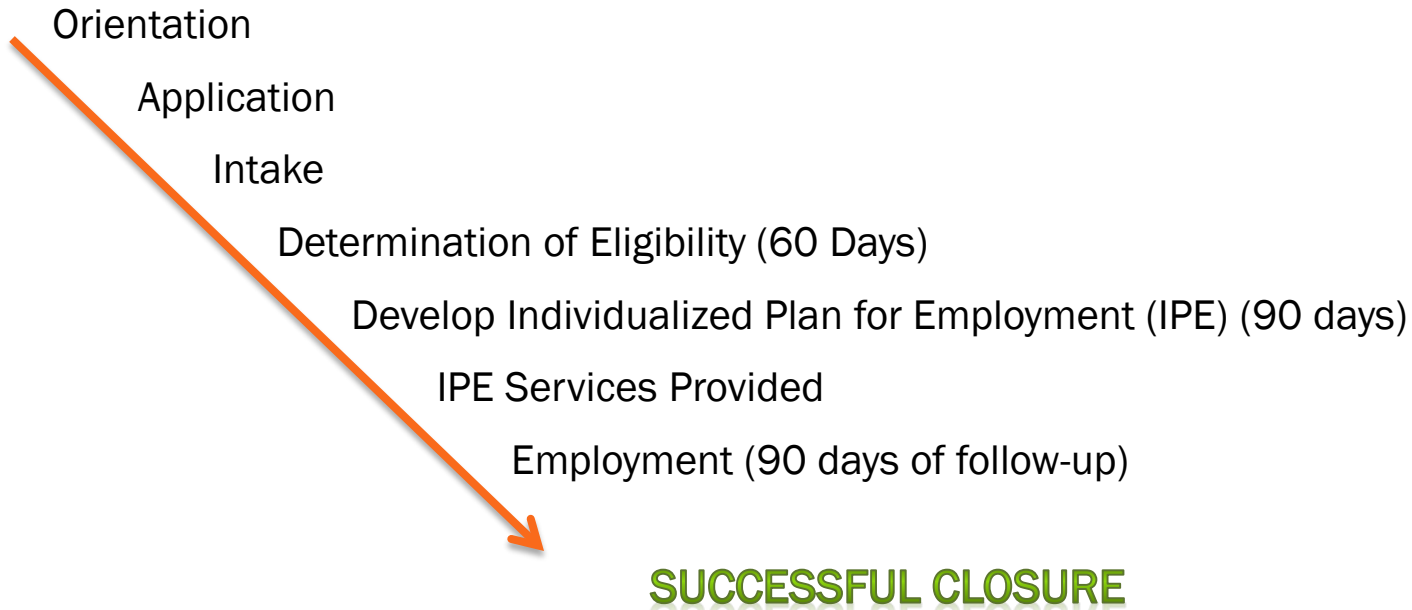 Orientation
Application
Intake
Determination of Eligibility (60 Days)
Develop Individualized Plan for Employment (IPE) (90 days)
IPE Services Provided
Employment (90 days of follow-up)
SUCCESSFUL CLOSURE